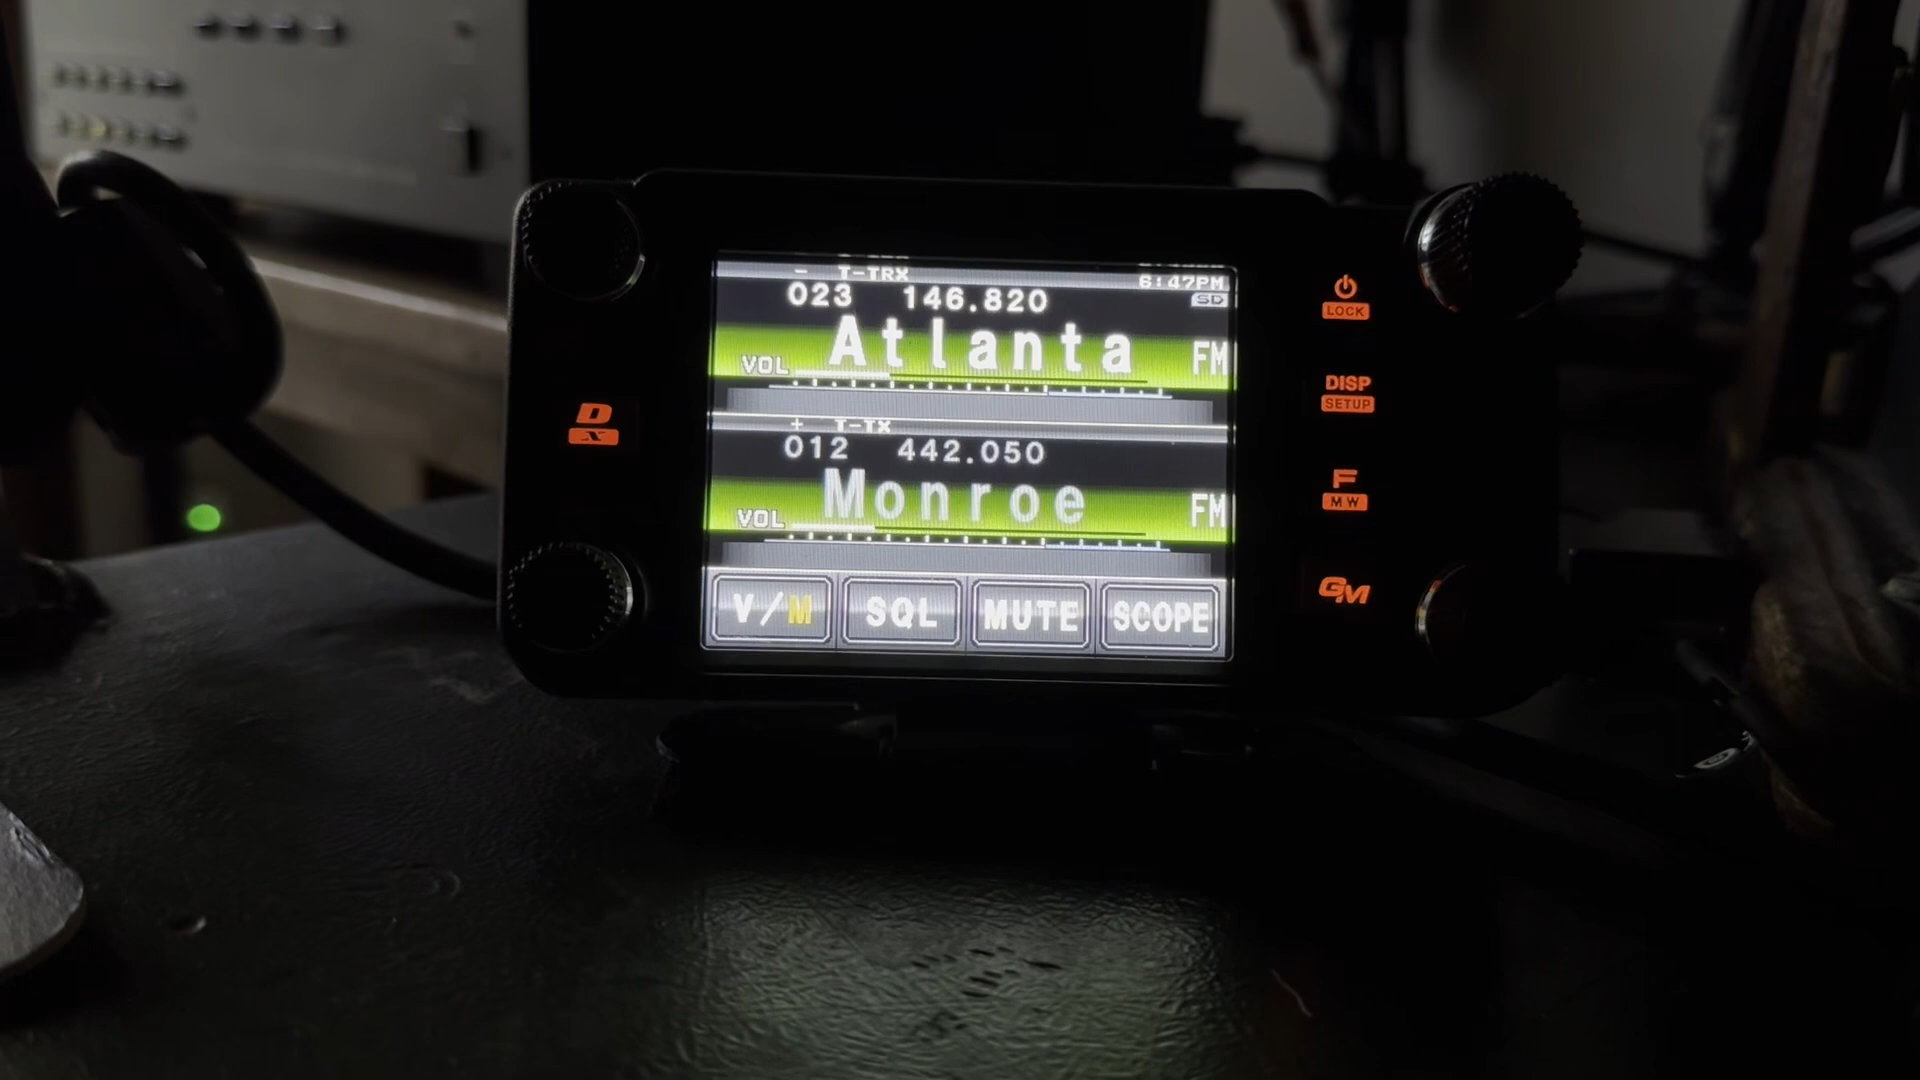 - T-TRX 6:47PM
023 146.820 SD
Atlanta
VOL FM
+ T-TX
012 442.050
Monroe
VOL FM
V/M SQL MUTE SCOPE
D
X
LOCK
DISP
SETUP
F
MW
GM